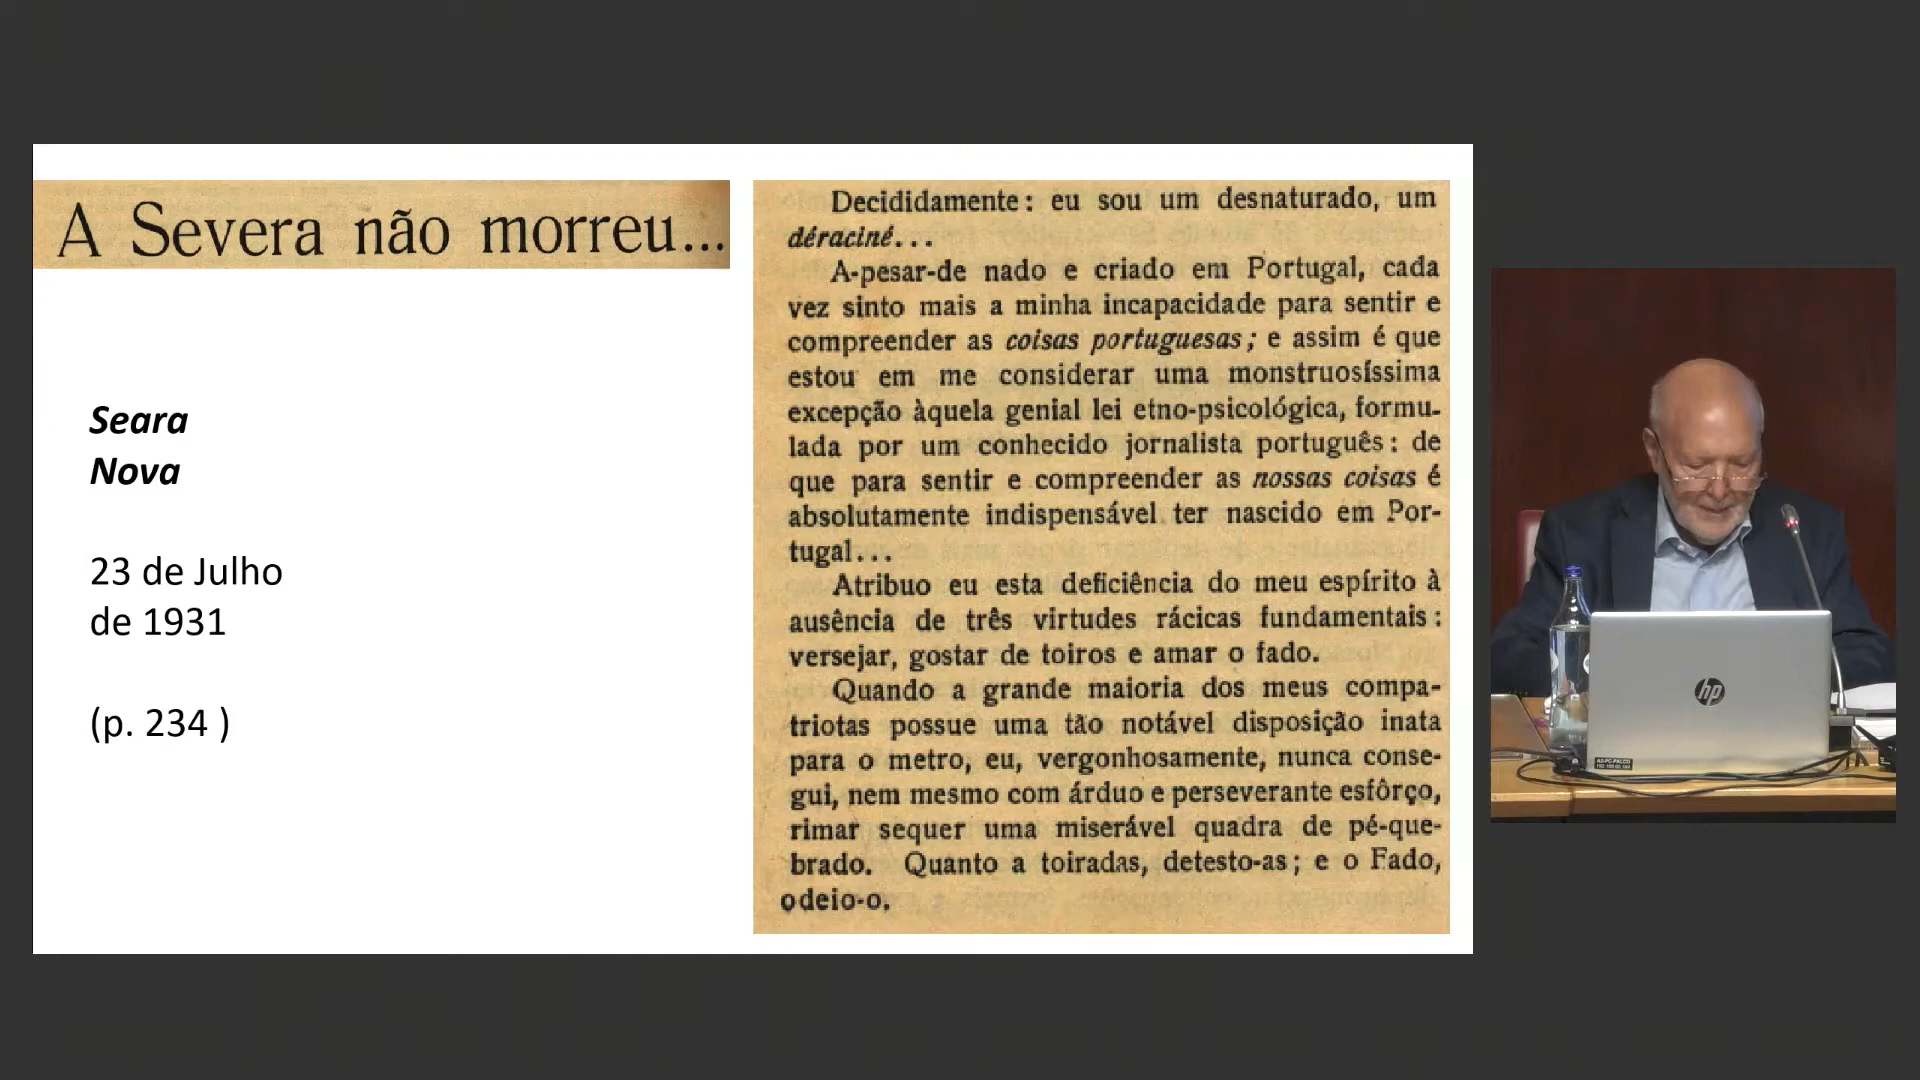 A Severa não morreu...
Seara
Nova
23 de Julho
de 1931
(p. 234 )
Decididamente: eu sou um desnaturado, um
déraciné...
A-pesar-de nado e criado em Portugal, cada
vez sinto mais a minha incapacidade para sentir e
compreender as coisas portuguesas; e assim é que
estou em me considerar uma monstruosíssima
excepção àquela genial lei etno-psicológica, formu-
lada por um conhecido jornalista português: de
que para sentir e compreender as nossas coisas é
absolutamente indispensável ter nascido em Por-
tugal...
Atribuo eu esta deficiência do meu espírito à
ausência de três virtudes rácicas fundamentais:
versejar, gostar de toiros e amar o fado.
Quando a grande maioria dos meus compa-
triotas possue uma tão notável disposição inata
para o metro, eu, vergonhosamente, nunca conse-
gui, nem mesmo com árduo e perseverante esfôrço,
rimar sequer uma miserável quadra de pé-que-
brado. Quanto a toiradas, detesto-as; e o Fado,
odeio-o.
hp